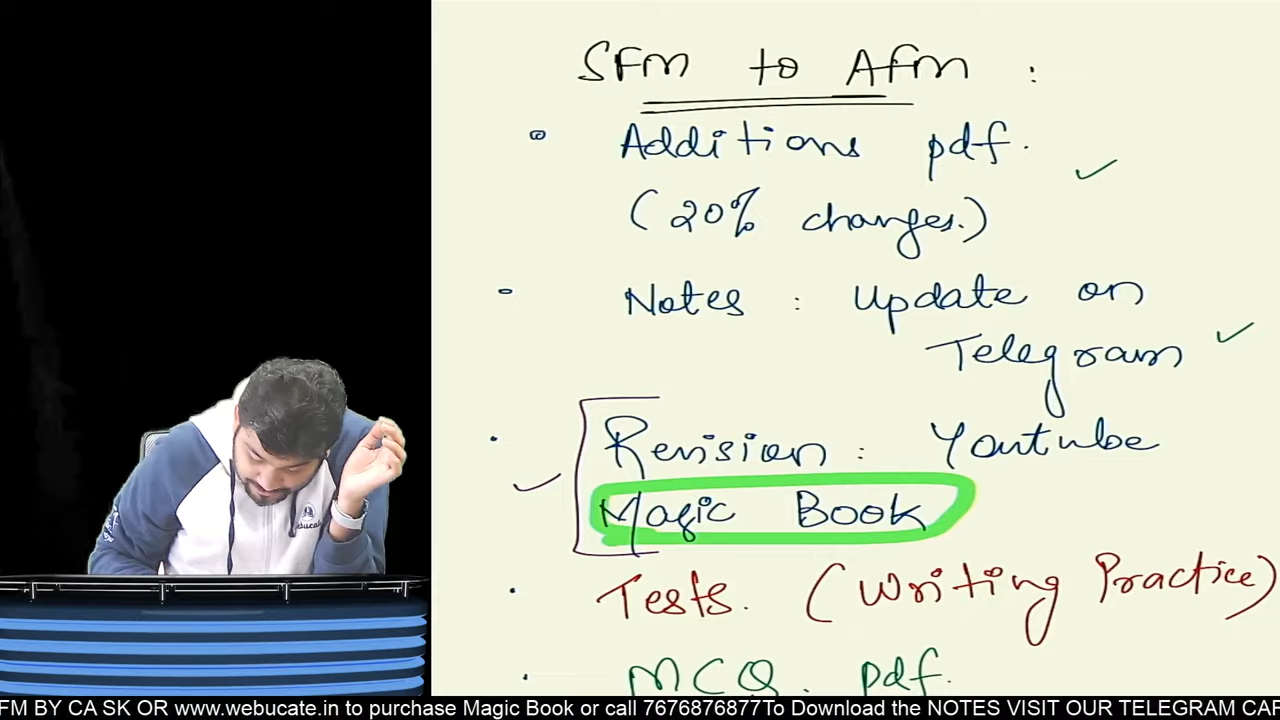 SFM to AFM :
Additions pdf.
(20% changes.)
Notes : Update on
Telegram
Revision : Youtube
Magic Book
Tests. (Writing Practice)
MCQ. pdf.
FM BY CA SK OR www.webucate.in to purchase Magic Book or call 7676876877To Download the NOTES VISIT OUR TELEGRAM CAF